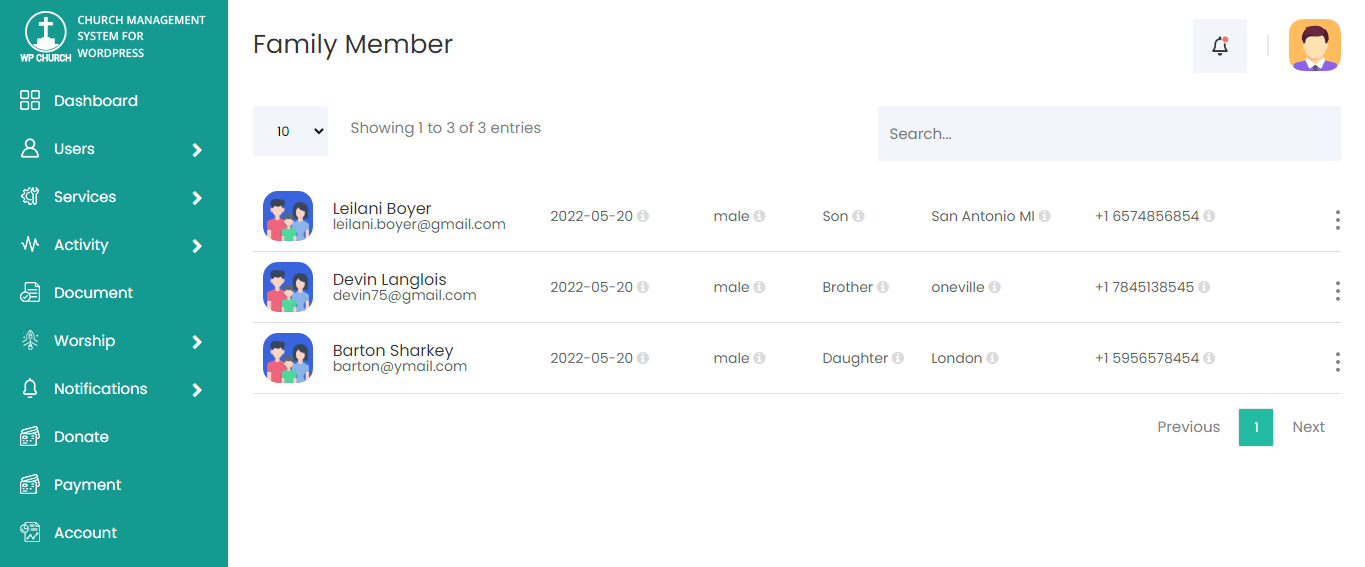 CHURCH MANAGEMENT
SYSTEM FOR
WORDPRESS
WP CHURCH
Dashboard
Users
Services
Activity
Document
Worship
Notifications
Donate
Payment
Account
Family Member
10
Showing 1 to 3 of 3 entries
Search...
Leilani Boyer
leilani.boyer@gmail.com
2022-05-20
male
Son
San Antonio MI
+1 6574856854
Devin Langlois
devin75@gmail.com
2022-05-20
male
Brother
oneville
+1 7845138545
Barton Sharkey
barton@ymail.com
2022-05-20
male
Daughter
London
+1 5956578454
Previous
1
Next